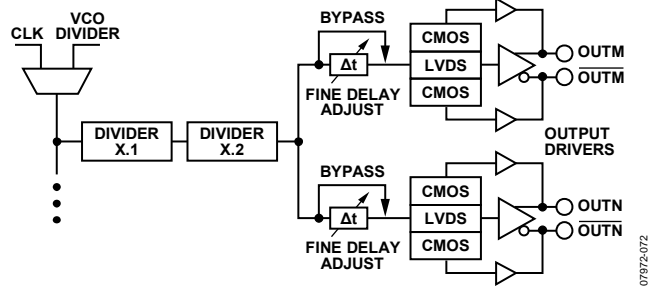 VCO
CLK DIVIDER
BYPASS
CMOS
Δt
LVDS
CMOS
OUTM
OUTM
FINE DELAY
ADJUST
DIVIDER
X.1
DIVIDER
X.2
OUTPUT
DRIVERS
BYPASS
CMOS
Δt
LVDS
CMOS
OUTN
OUTN
FINE DELAY
ADJUST
07972-072